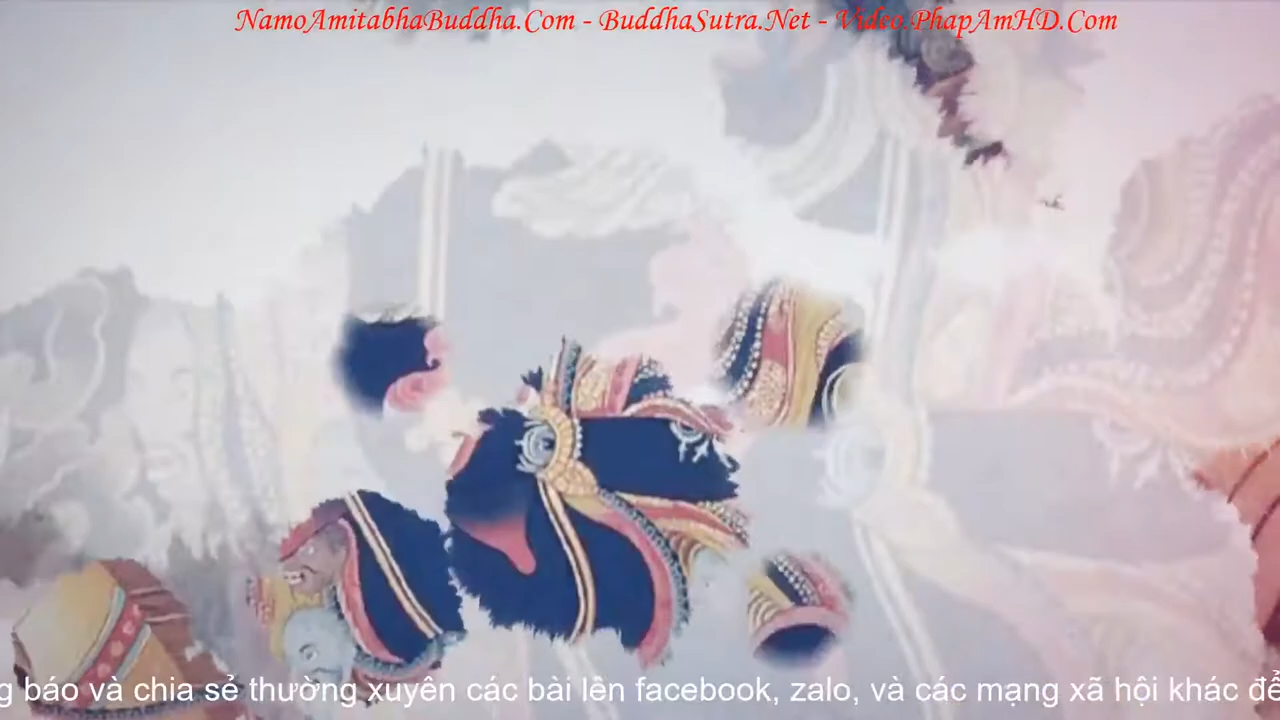 NamoAmitabhaBuddha.Com - BuddhaSutra.Net - Video.PhapAmHD.Com
báo và chia sẻ thường xuyên các bài lên facebook, zalo, và các mạng xã hội khác để